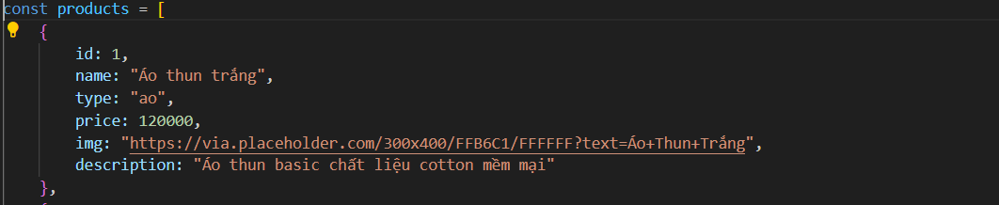 const products = [
{
id: 1,
name: "Áo thun trắng",
type: "ao",
price: 120000,
img: "https://via.placeholder.com/300x400/FFB6C1/FFFFFF?text=Áo+Thun+Trắng",
description: "Áo thun basic chất liệu cotton mềm mại"
},